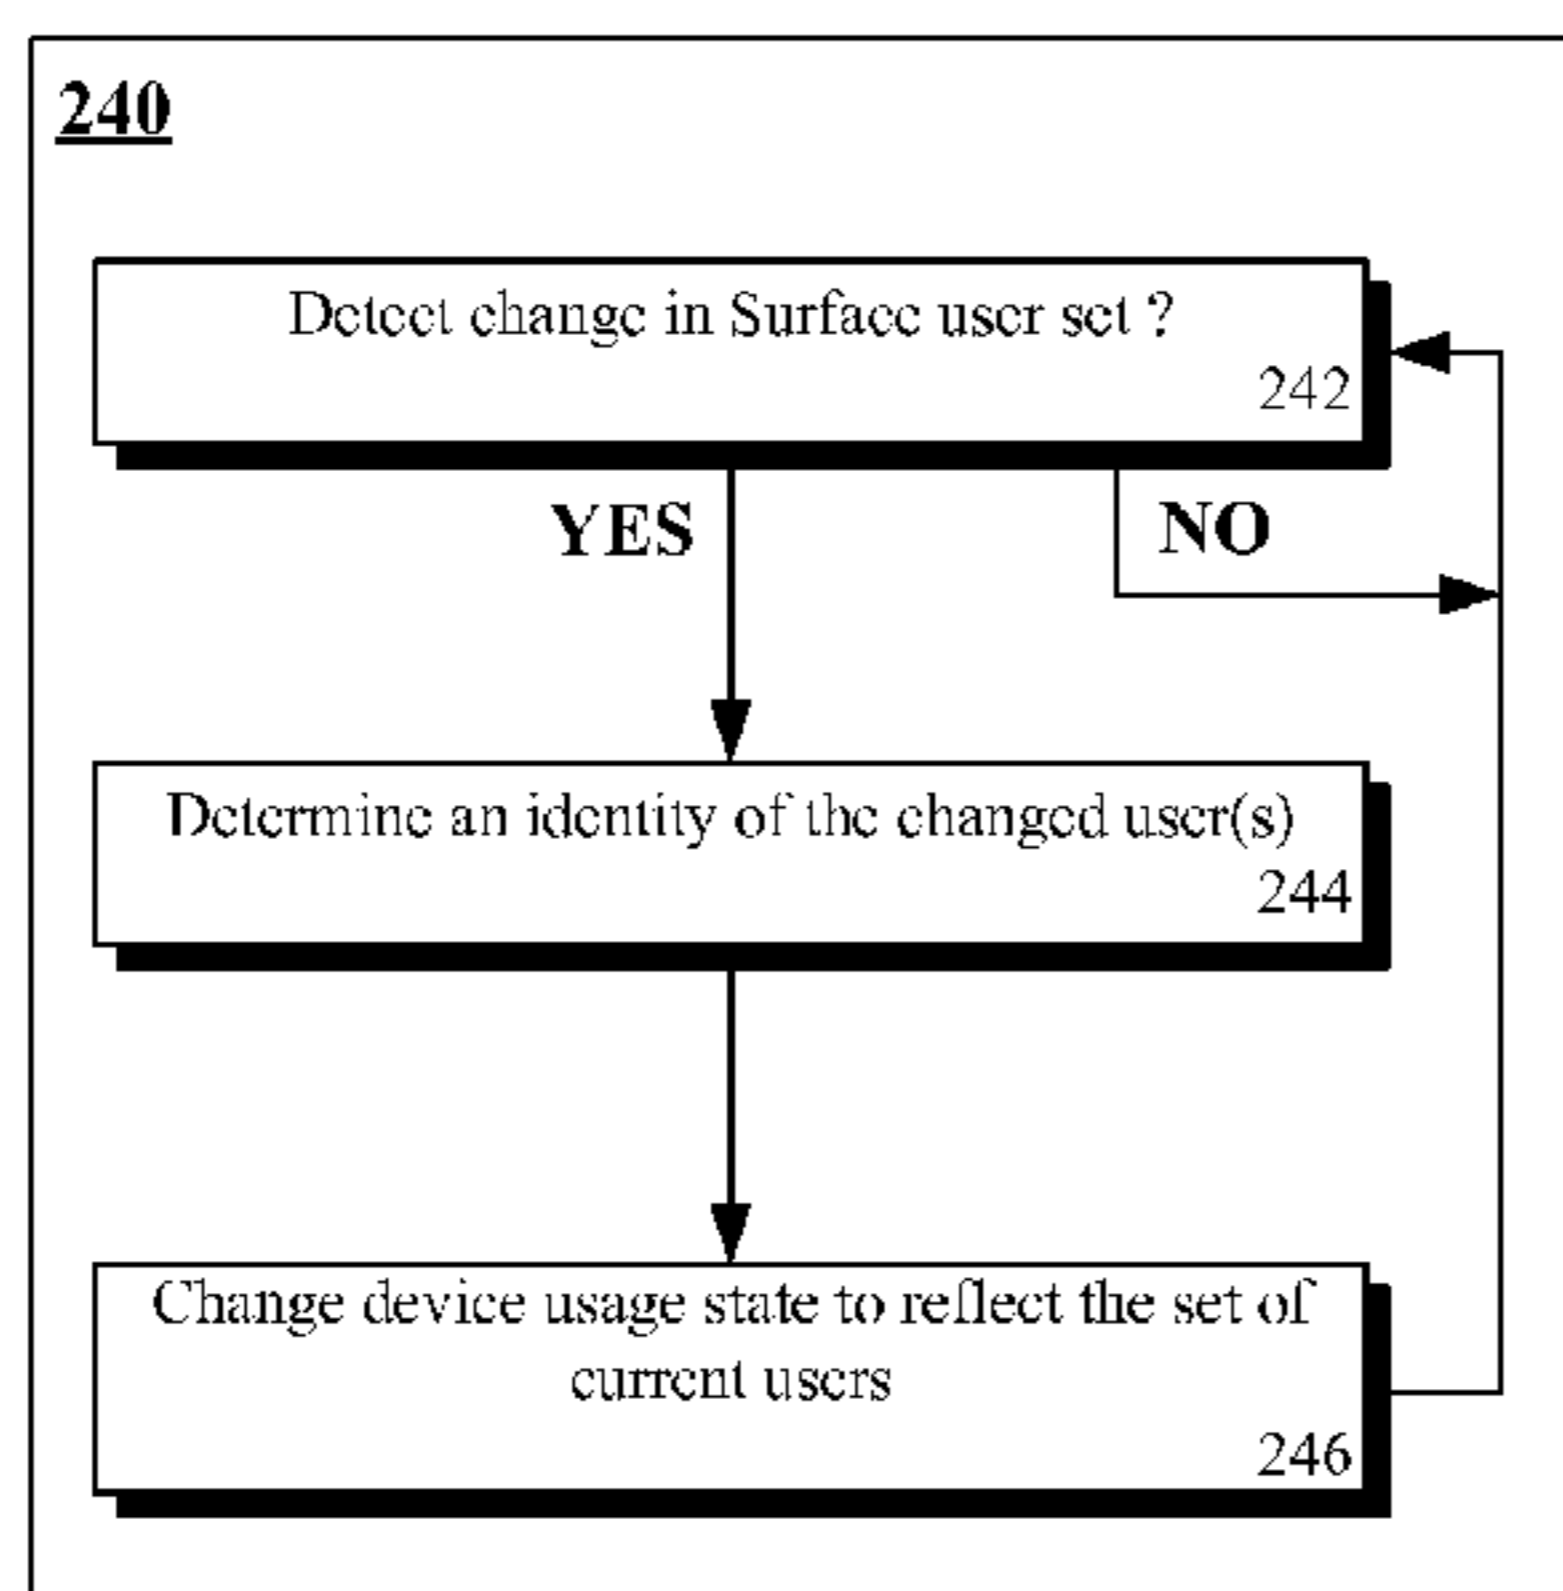 240
Detect change in Surface user set ?
242
YES
NO
Determine an identity of the changed user(s)
244
Change device usage state to reflect the set of
current users
246